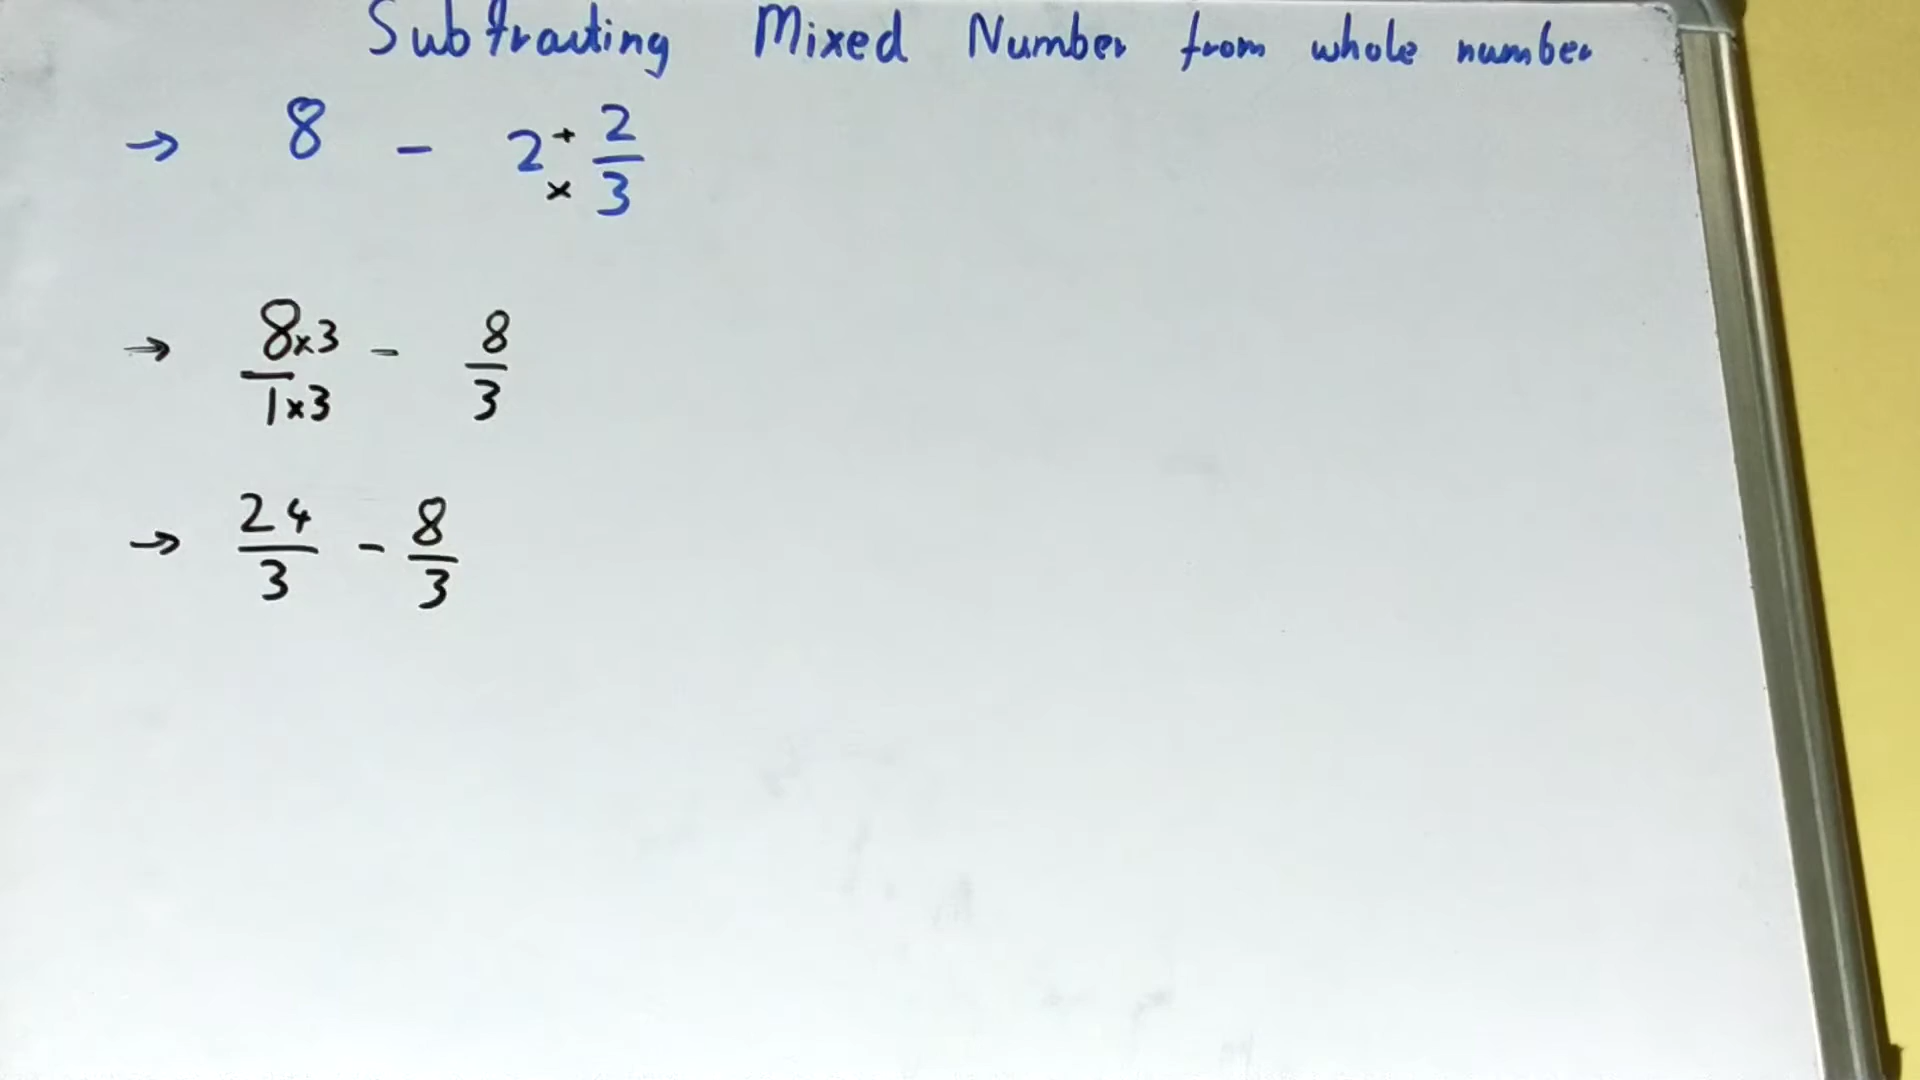 Subtracting Mixed Number from whole number
→ 8 - 2 + × 2/3
→ 8×3/1×3 - 8/3
→ 24/3 - 8/3